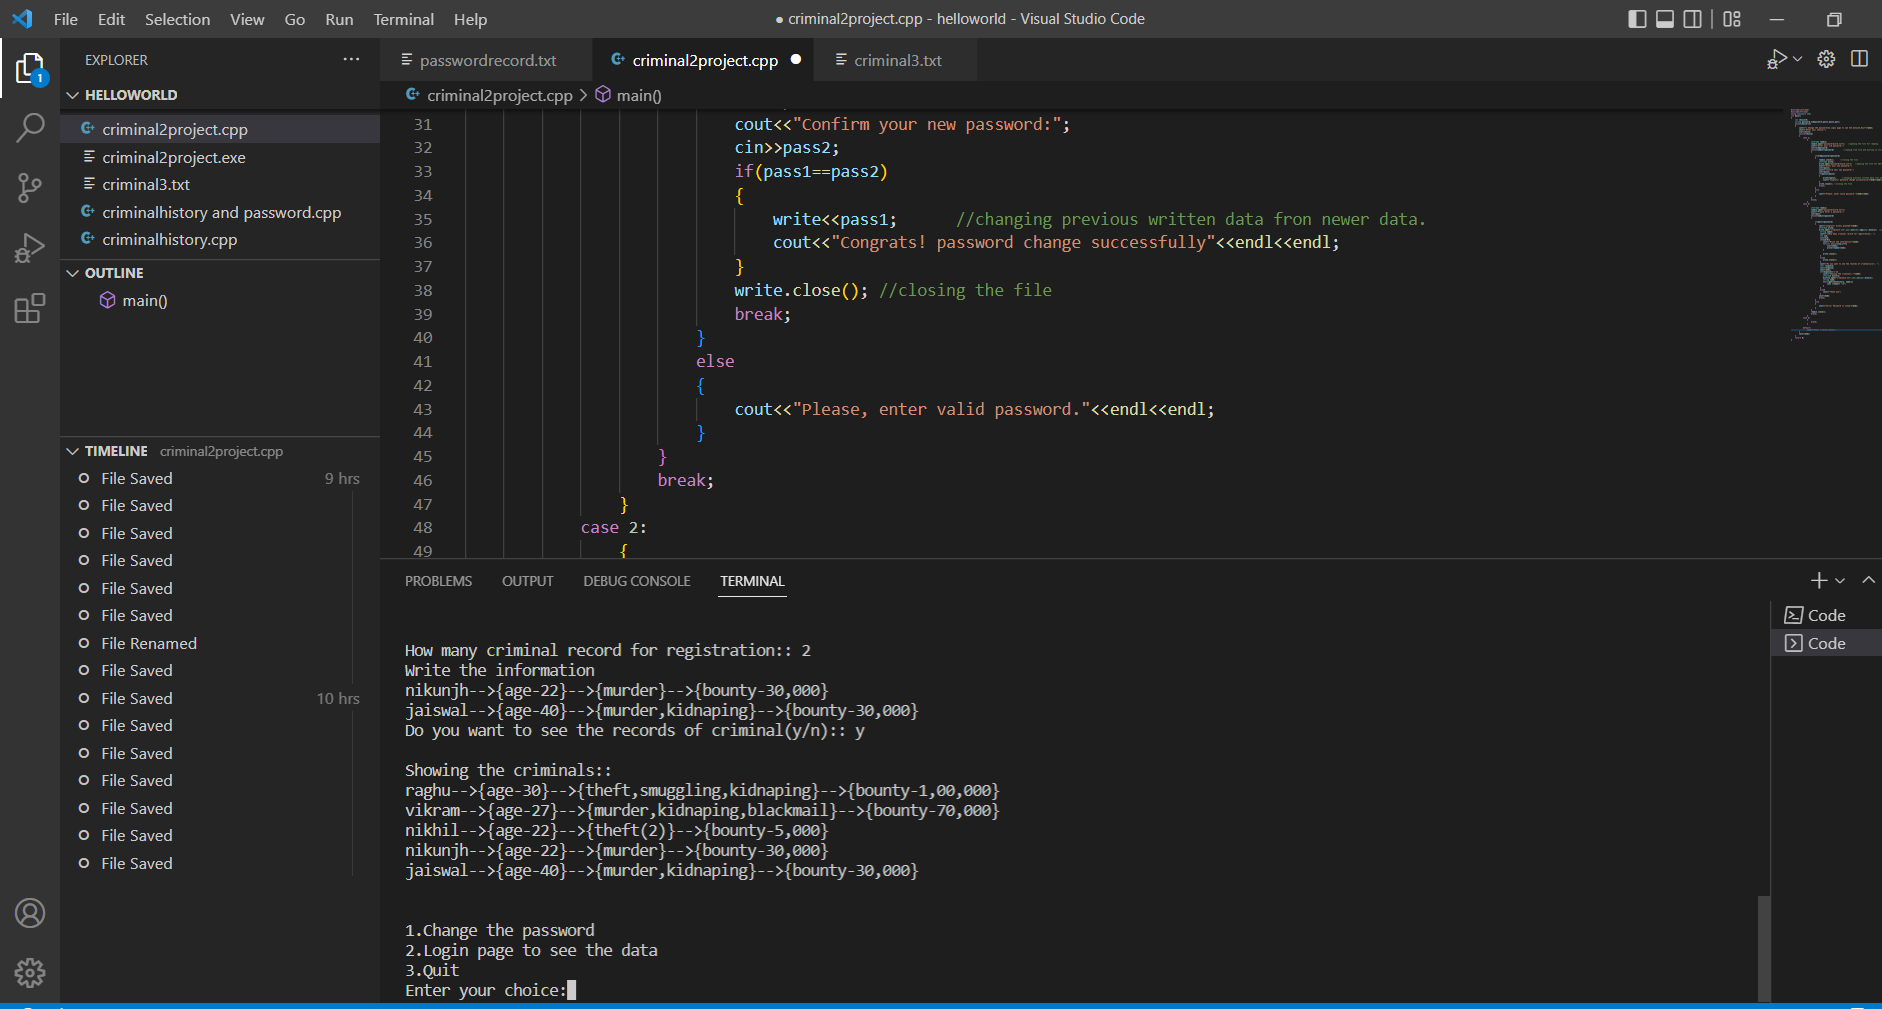 File Edit Selection View Go Run Terminal Help
● criminal2project.cpp - helloworld - Visual Studio Code
EXPLORER ...
passwordrecord.txt
criminal2project.cpp ●
criminal3.txt
1
HELLOWORLD
criminal2project.cpp
criminal2project.exe
criminal3.txt
criminalhistory and password.cpp
criminalhistory.cpp
OUTLINE
main()
TIMELINE criminal2project.cpp
File Saved 9 hrs
File Saved
File Saved
File Saved
File Saved
File Saved
File Renamed
File Saved
File Saved 10 hrs
File Saved
File Saved
File Saved
File Saved
File Saved
File Saved
criminal2project.cpp > main()
31 cout<<"Confirm your new password:";
32 cin>>pass2;
33 if(pass1==pass2)
34 {
35 write<<pass1; //changing previous written data fron newer data.
36 cout<<"Congrats! password change successfully"<<endl<<endl;
37 }
38 write.close(); //closing the file
39 break;
40 }
41 else
42 {
43 cout<<"Please, enter valid password."<<endl<<endl;
44 }
45 }
46 break;
47 }
48 case 2:
49 {
PROBLEMS OUTPUT DEBUG CONSOLE TERMINAL
Code
Code
How many criminal record for registration:: 2
Write the information
nikunjh-->{age-22}-->{murder}-->{bounty-30,000}
jaiswal-->{age-40}-->{murder,kidnaping}-->{bounty-30,000}
Do you want to see the records of criminal(y/n):: y
Showing the criminals::
raghu-->{age-30}-->{theft,smuggling,kidnaping}-->{bounty-1,00,000}
vikram-->{age-27}-->{murder,kidnaping,blackmail}-->{bounty-70,000}
nikhil-->{age-22}-->{theft(2)}-->{bounty-5,000}
nikunjh-->{age-22}-->{murder}-->{bounty-30,000}
jaiswal-->{age-40}-->{murder,kidnaping}-->{bounty-30,000}
1.Change the password
2.Login page to see the data
3.Quit
Enter your choice: